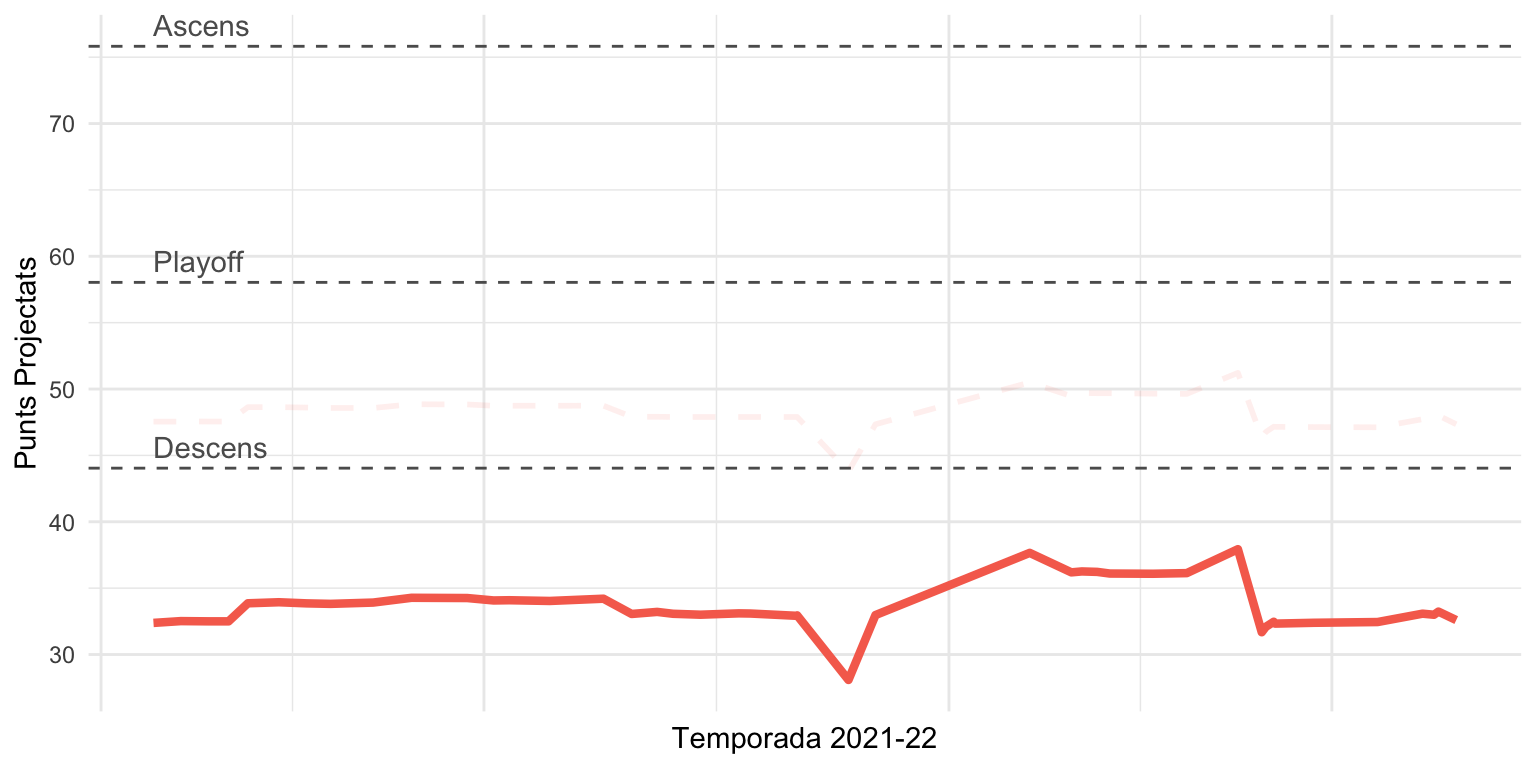 Ascens
70
Playoff
60
50
Descens
40
30
Punts Projectats
Temporada 2021-22